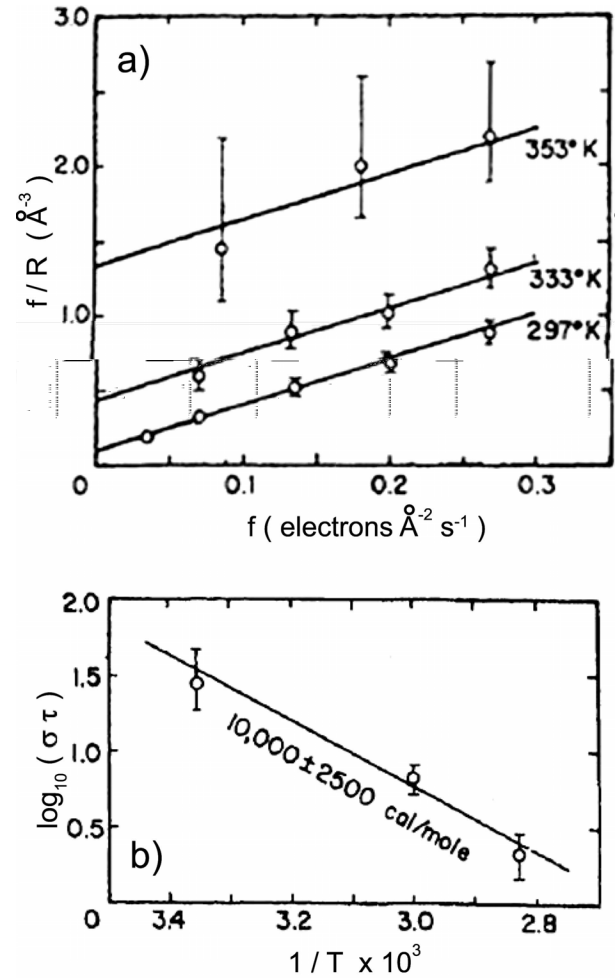 a)
3.0
2.0
1.0
0
f / R ( Å⁻³ )
353°K
333°K
297°K
0 0.1 0.2 0.3
f ( electrons Å⁻² s⁻¹ )
b)
2.0
1.5
1.0
0.5
0
log₁₀ ( σ τ )
10,000±2500 cal/mole
3.4 3.2 3.0 2.8
1 / T x 10³